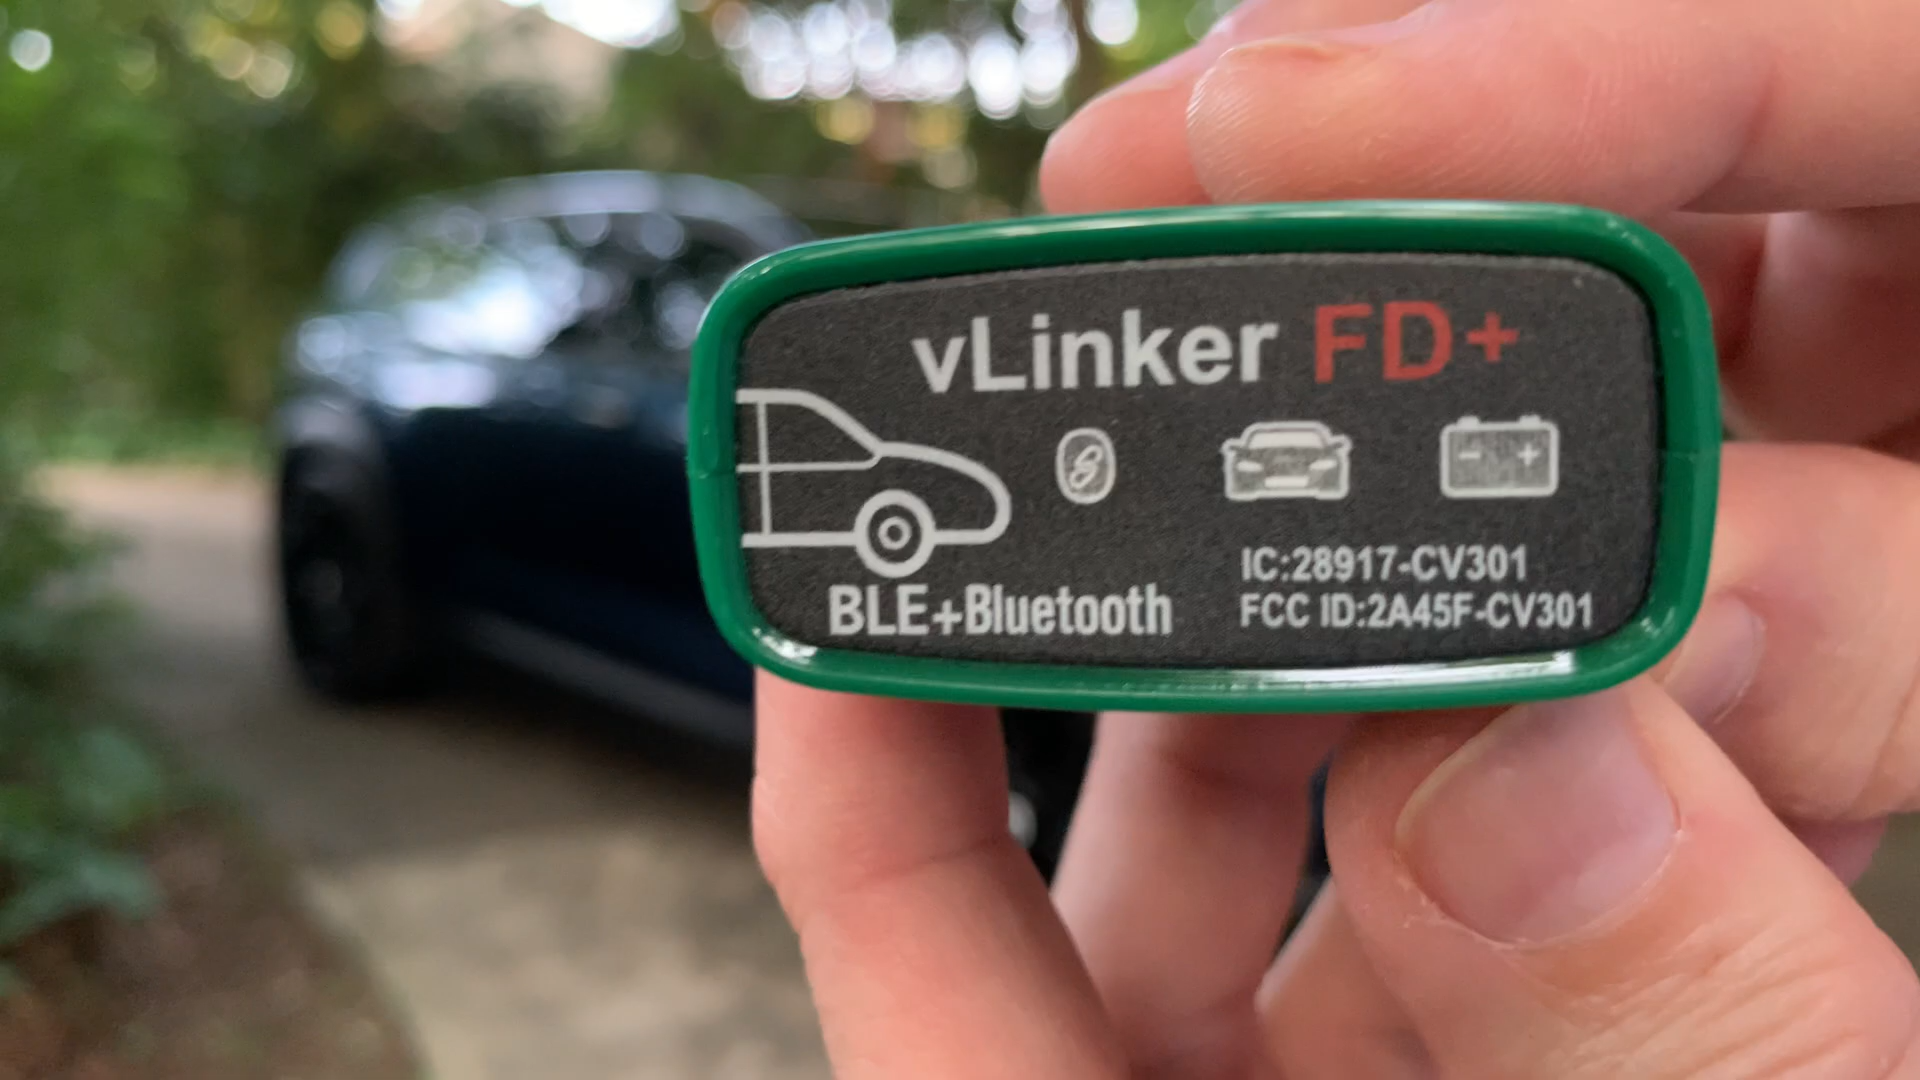 vLinker FD+
BLE+Bluetooth
IC:28917-CV301
FCC ID:2A45F-CV301